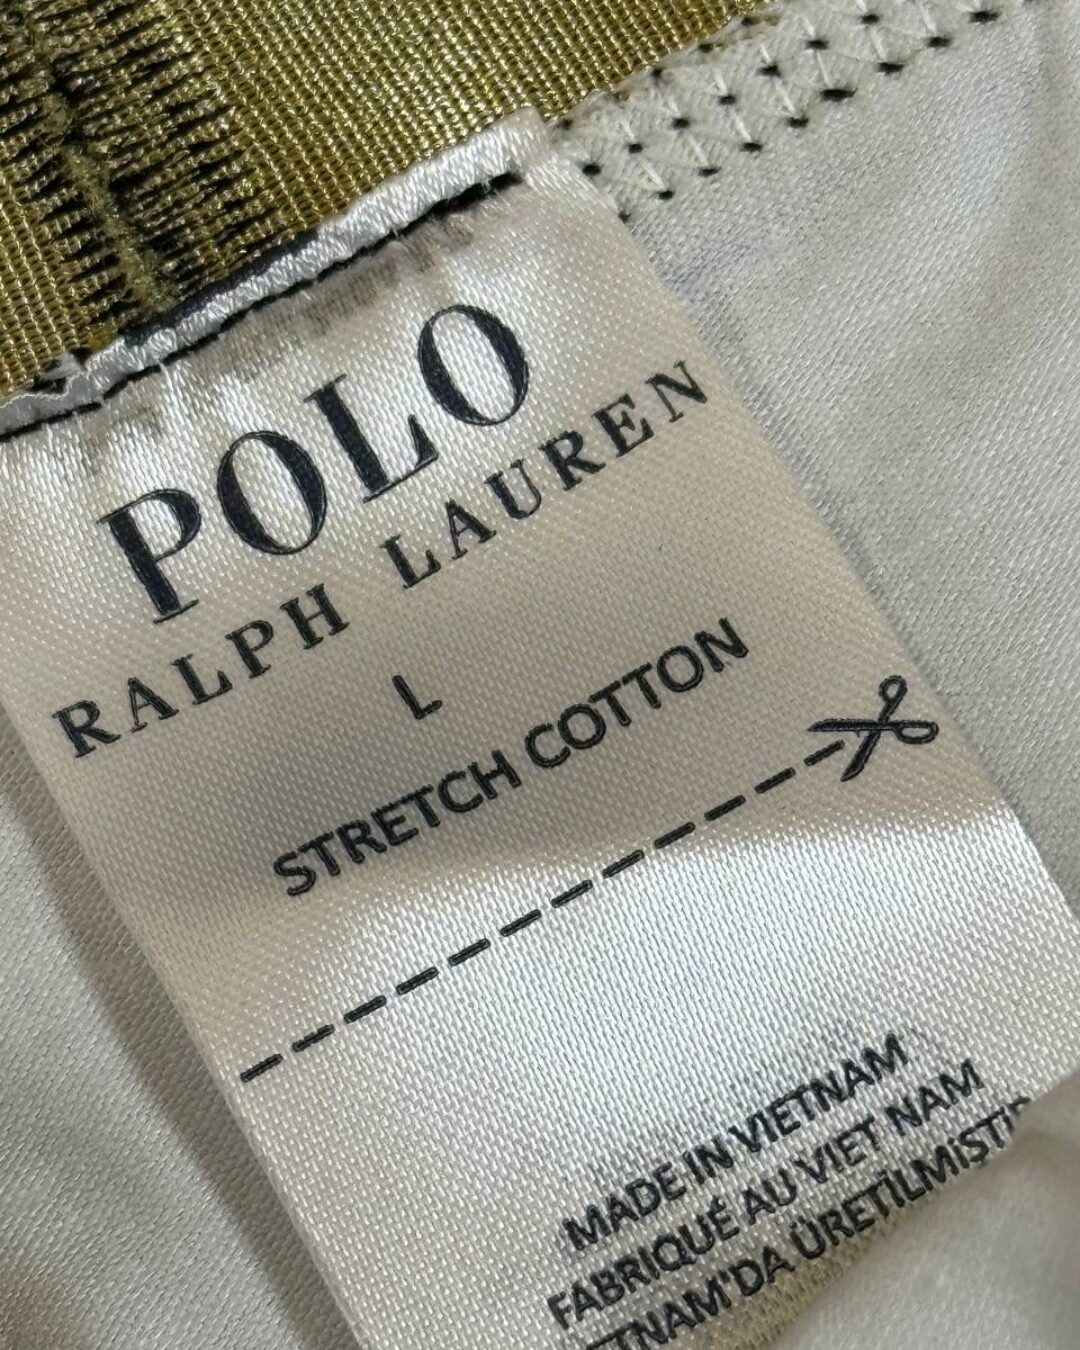 POLO
RALPH LAUREN
L
STRETCH COTTON
MADE IN VIETNAM
FABRIQUÉ AU VIET NAM